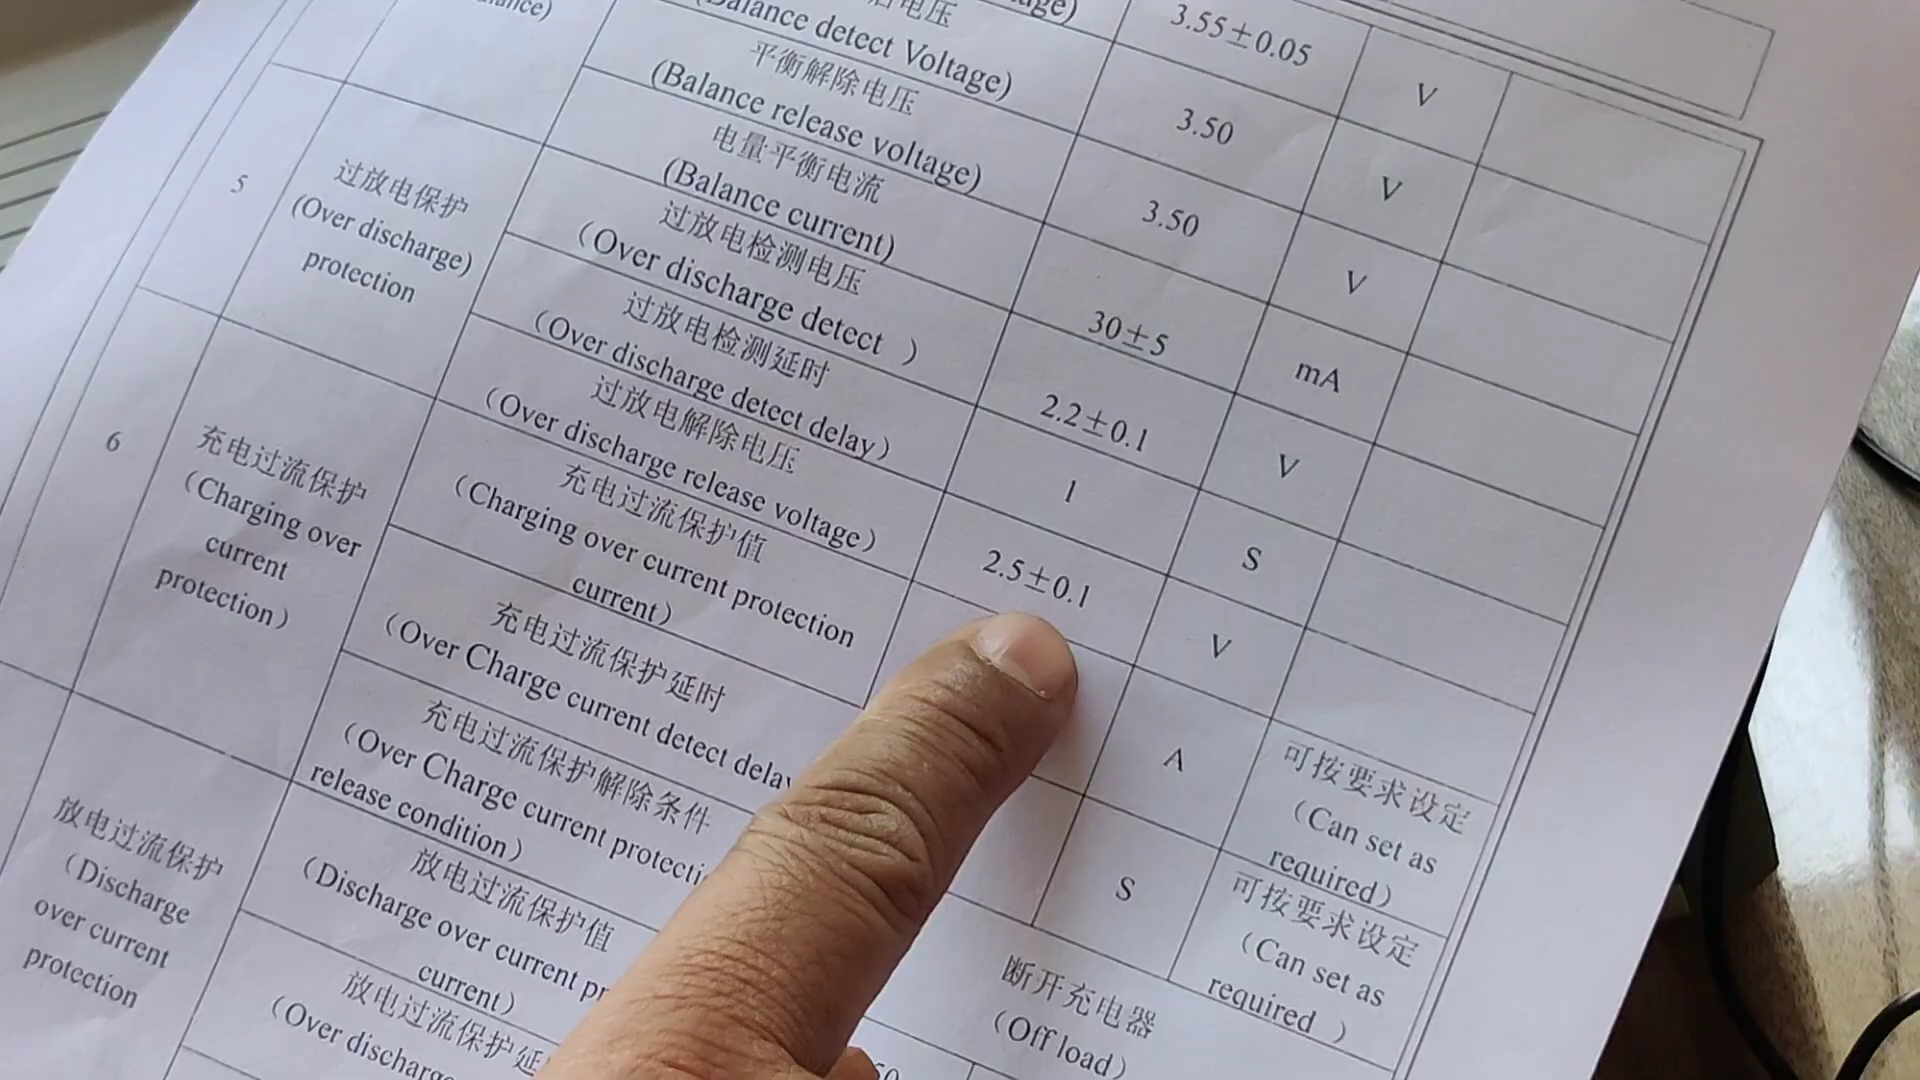 后电压
3.55±0.05
V
(Balance detect Voltage)
平衡解除电压
(Balance release voltage)
3.50
V
电量平衡电流
(Balance current)
3.50
V
5
过放电保护
(Over discharge)
protection
过放电检测电压
（Over discharge detect ）
30±5
mA
过放电检测延时
（Over discharge detect delay）
2.2±0.1
V
过放电解除电压
（Over discharge release voltage）
1
S
6
充电过流保护
（Charging over
current
protection）
充电过流保护值
（Charging over current protection
current）
2.5±0.1
V
充电过流保护延时
（Over Charge current detect delay
A
可按要求设定
（Can set as
required）
充电过流保护解除条件
（Over Charge current
release condition）
S
可按要求设定
（Can set as
required ）
放电过流保护
（Discharge
over current
protection
放电过流保护值
（Discharge over current
current）
断开充电器
（Off load）
放电过流保护延
（Over discharge